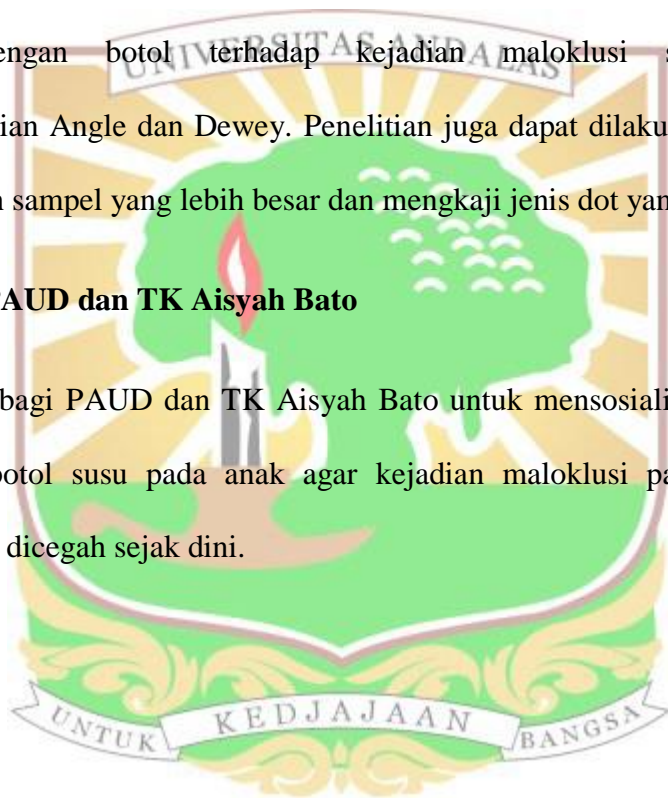 UNIVERSITAS ANDALAS
engan botol terhadap kejadian maloklusi s
ian Angle dan Dewey. Penelitian juga dapat dilaku
sampel yang lebih besar dan mengkaji jenis dot yan
PAUD dan TK Aisyah Bato
bagi PAUD dan TK Aisyah Bato untuk mensosiali
botol susu pada anak agar kejadian maloklusi pa
dicegah sejak dini.
UNTUK KEDJAJAAN BANGSA